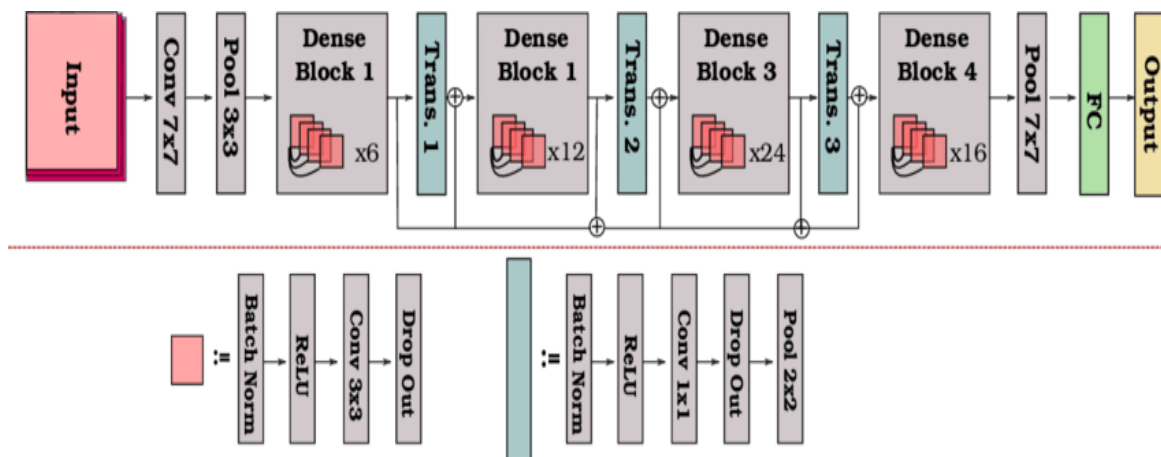 Input
Conv 7x7
Pool 3x3
Dense
Block 1
x6
Trans. 1
Dense
Block 1
x12
Trans. 2
Dense
Block 3
x24
Trans. 3
Dense
Block 4
x16
Pool 7x7
FC
Output
::=
Batch Norm
ReLU
Conv 3x3
Drop Out
::=
Batch Norm
ReLU
Conv 1x1
Drop Out
Pool 2x2